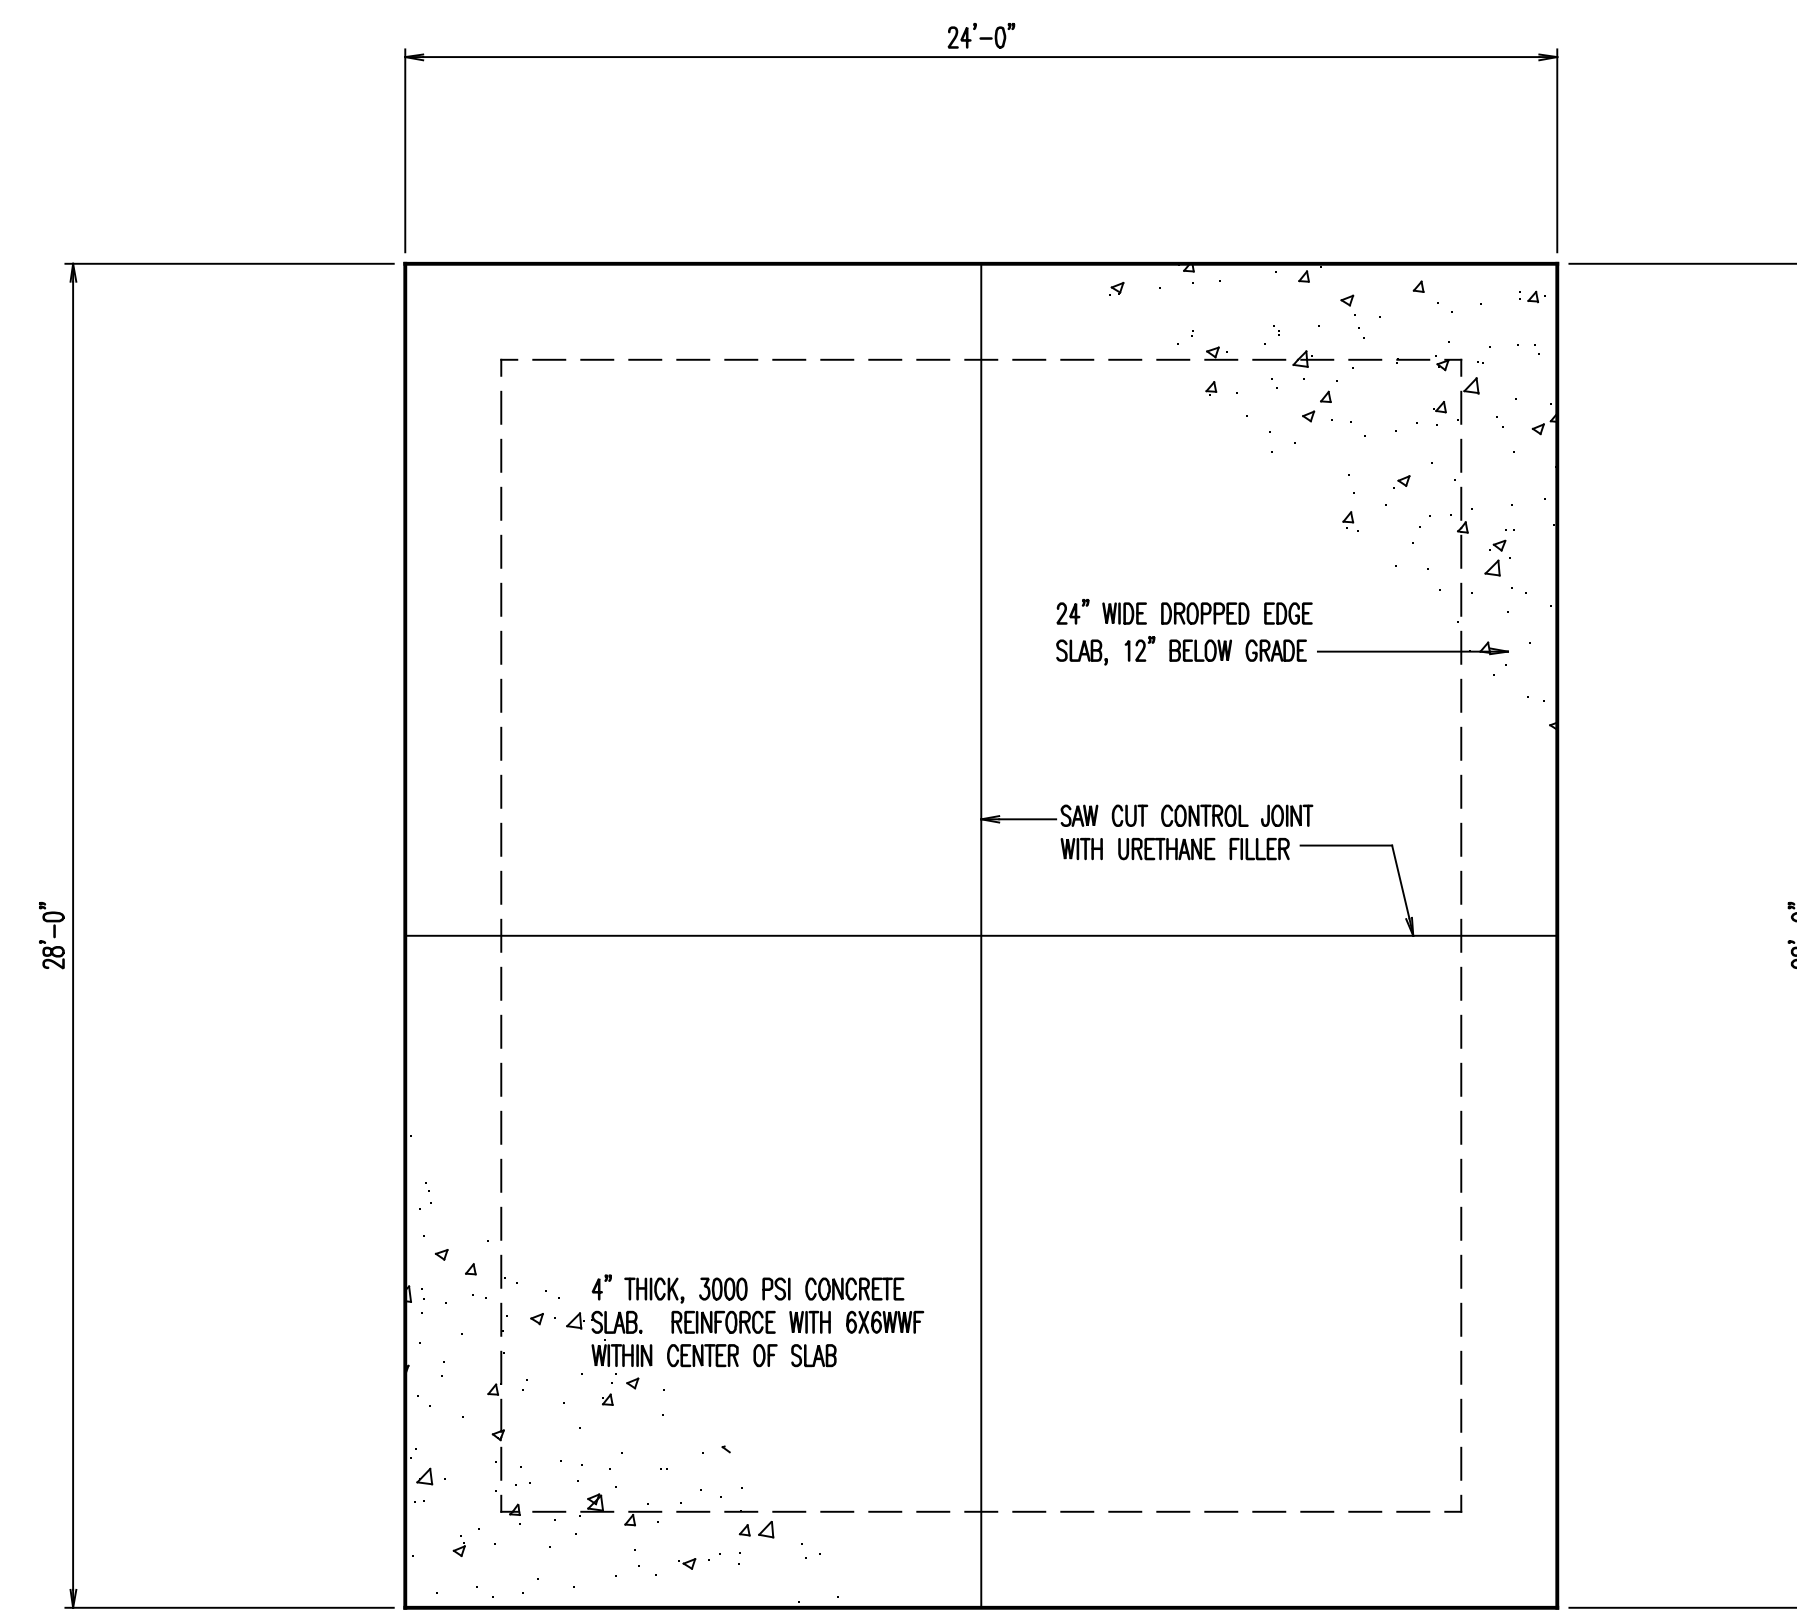 24'-0"
28'-0"
24" WIDE DROPPED EDGE
SLAB, 12" BELOW GRADE
SAW CUT CONTROL JOINT
WITH URETHANE FILLER
4" THICK, 3000 PSI CONCRETE
SLAB. REINFORCE WITH 6X6WWF
WITHIN CENTER OF SLAB